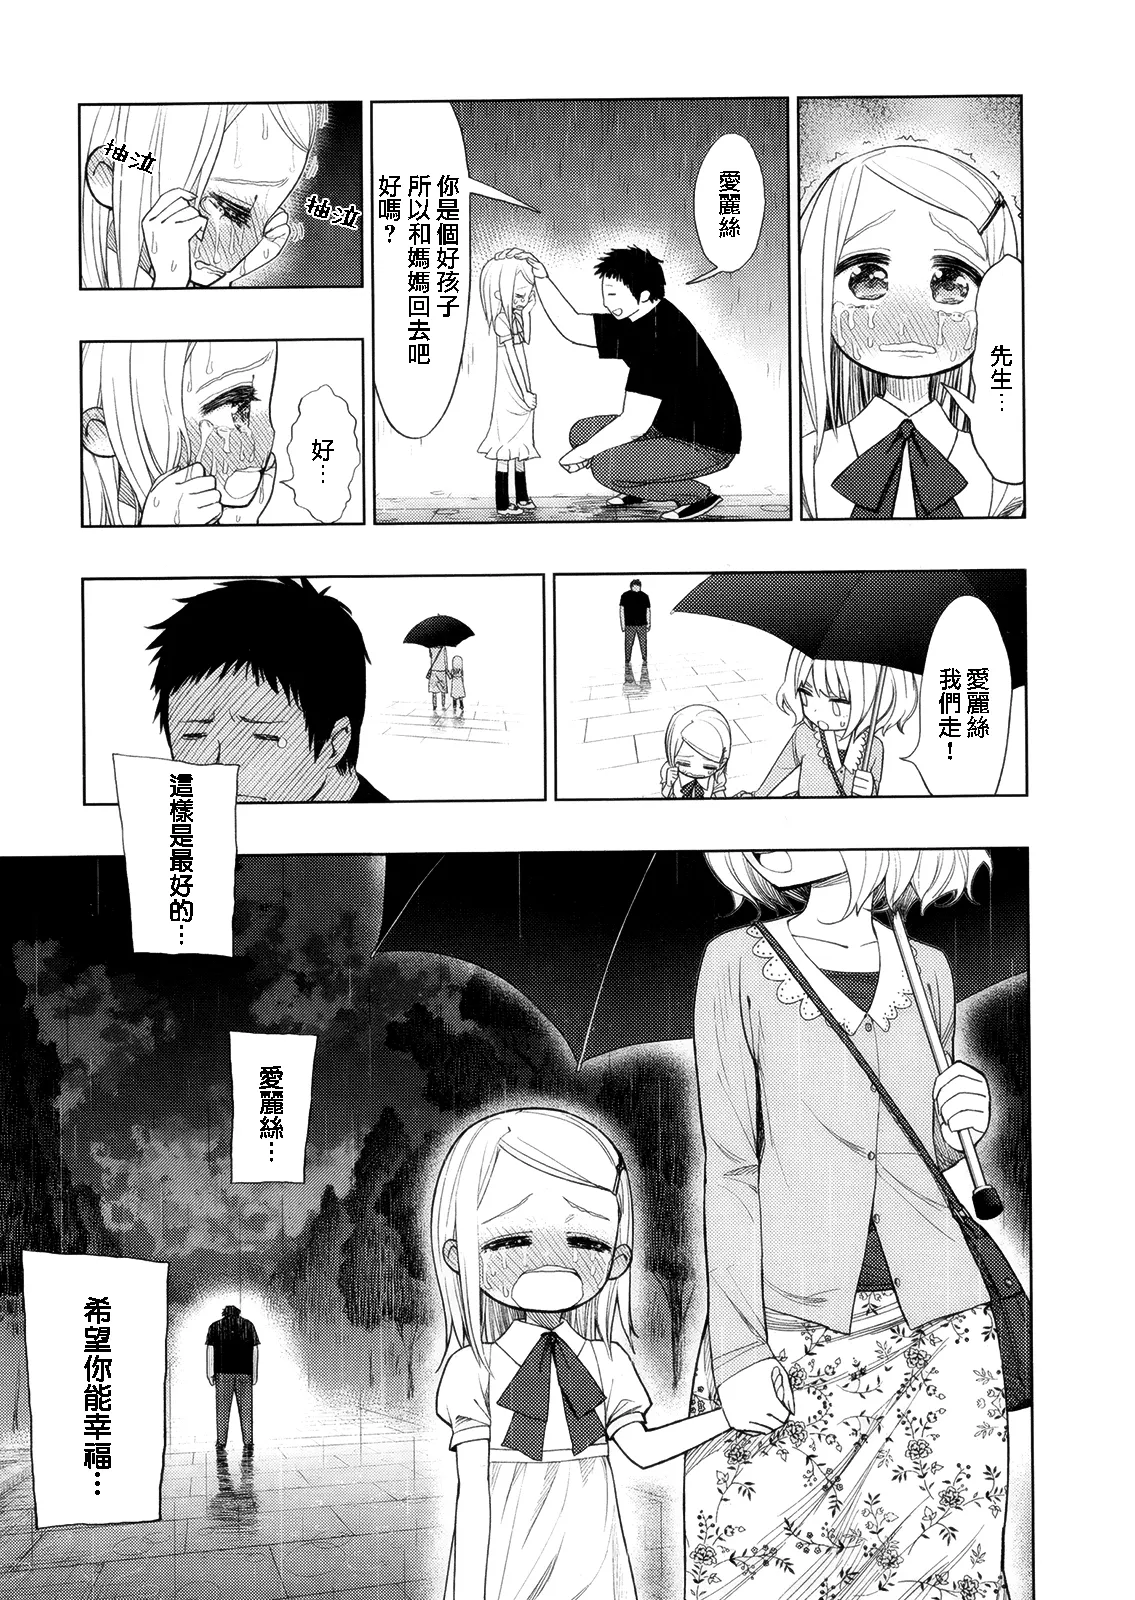 先生…
愛麗絲
你是個好孩子
所以和媽媽回去吧
好嗎?
抽泣
抽泣
好…
愛麗絲
我們走!
這樣是最好的…
愛麗絲…
希望你能幸福…